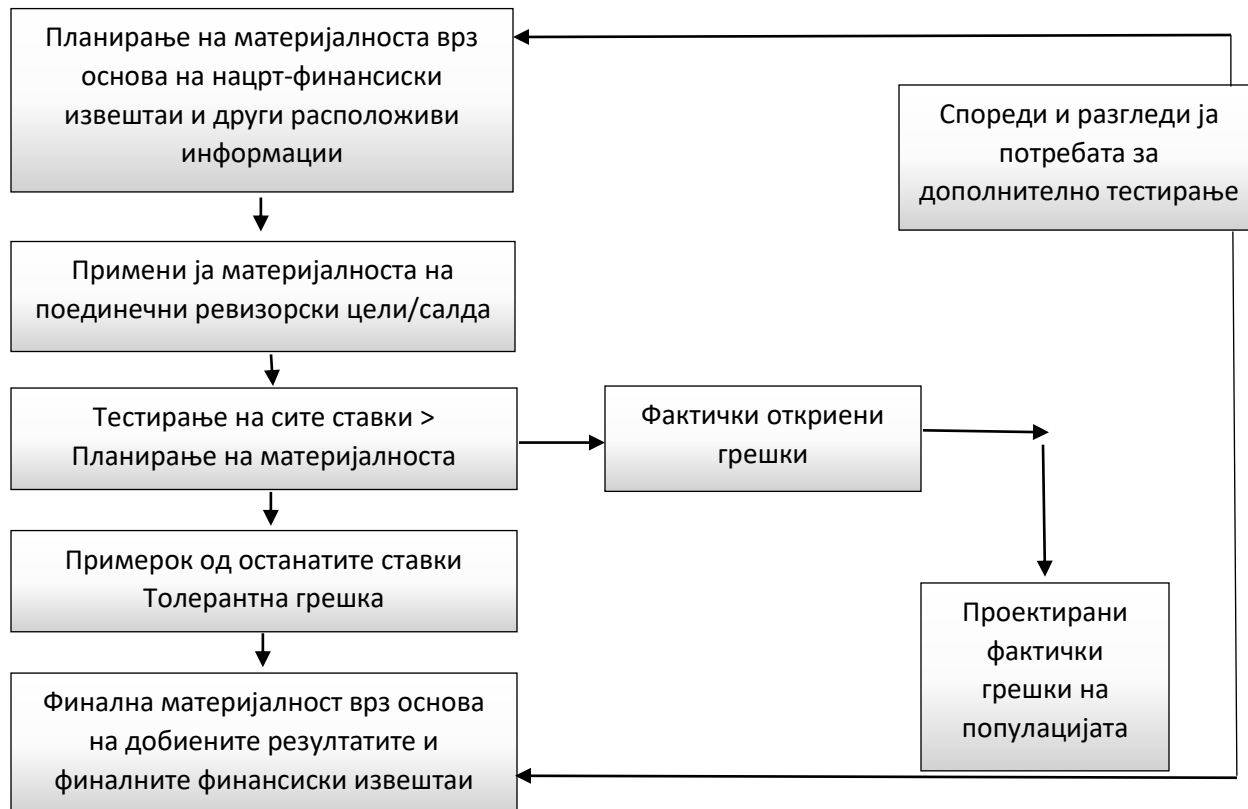 Планирање на материјалноста врз
основа на нацрт-финансиски
извештаи и други расположиви
информации
Спореди и разгледи ја
потребата за
дополнително тестирање
Примени ја материјалноста на
поединечни ревизорски цели/салда
Тестирање на сите ставки >
Планирање на материјалноста
Фактички откриени
грешки
Примерок од останатите ставки
Толерантна грешка
Проектирани
фактички
грешки на
популацијата
Финална материјалност врз основа
на добиените резултатите и
финалните финансиски извештаи